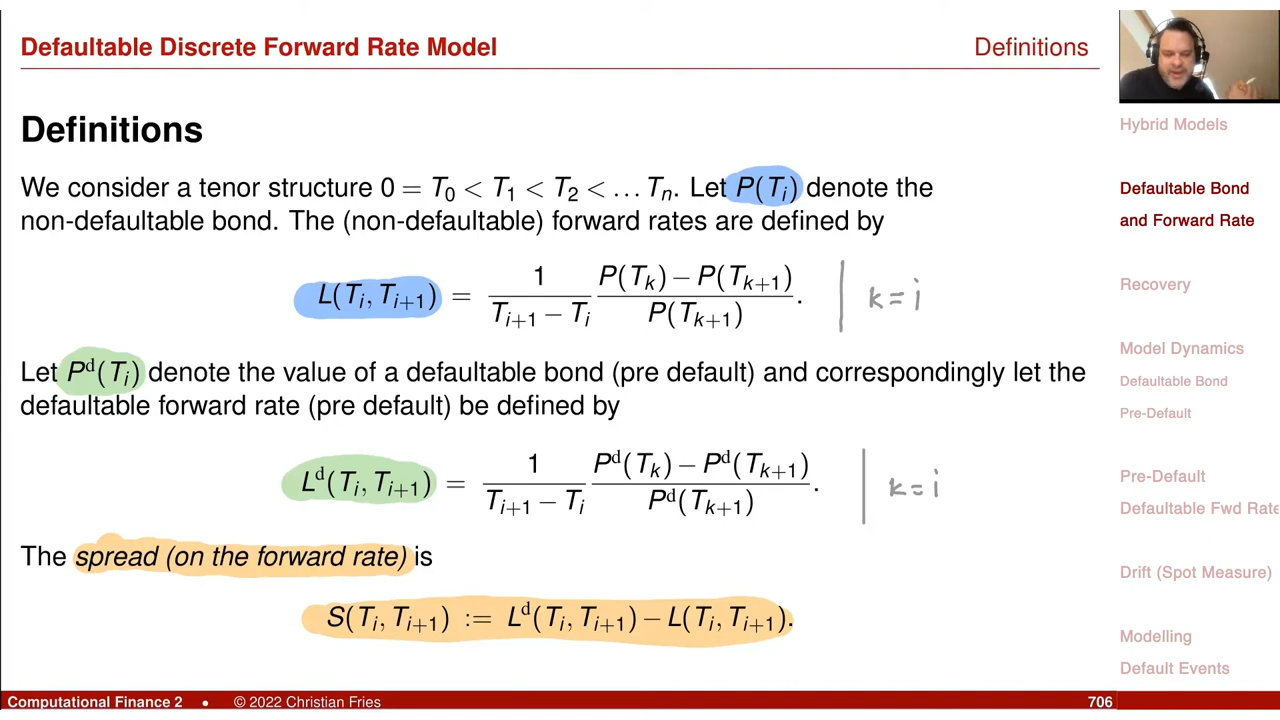 Defaultable Discrete Forward Rate Model
Definitions
Definitions
We consider a tenor structure 0 = T₀ < T₁ < T₂ < … Tₙ. Let P(Tᵢ) denote the
non-defaultable bond. The (non-defaultable) forward rates are defined by
L(Tᵢ, Tᵢ₊₁) = 1 / (Tᵢ₊₁ − Tᵢ) · (P(Tₖ) − P(Tₖ₊₁)) / P(Tₖ₊₁). | k = i
Let Pᵈ(Tᵢ) denote the value of a defaultable bond (pre default) and correspondingly let the
defaultable forward rate (pre default) be defined by
Lᵈ(Tᵢ, Tᵢ₊₁) = 1 / (Tᵢ₊₁ − Tᵢ) · (Pᵈ(Tₖ) − Pᵈ(Tₖ₊₁)) / Pᵈ(Tₖ₊₁). | k = i
The spread (on the forward rate) is
S(Tᵢ, Tᵢ₊₁) := Lᵈ(Tᵢ, Tᵢ₊₁) − L(Tᵢ, Tᵢ₊₁).
Hybrid Models
Defaultable Bond
and Forward Rate
Recovery
Model Dynamics
Defaultable Bond
Pre-Default
Pre-Default
Defaultable Fwd Rate
Drift (Spot Measure)
Modelling
Default Events
Computational Finance 2 • © 2022 Christian Fries
706